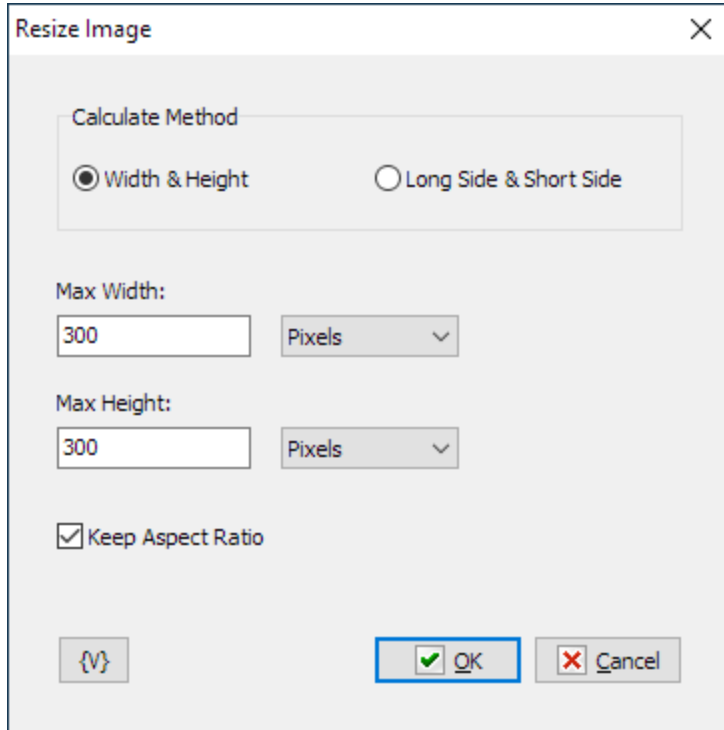 Resize Image
Calculate Method
Width & Height Long Side & Short Side
Max Width:
300 Pixels
Max Height:
300 Pixels
Keep Aspect Ratio
{V} OK Cancel